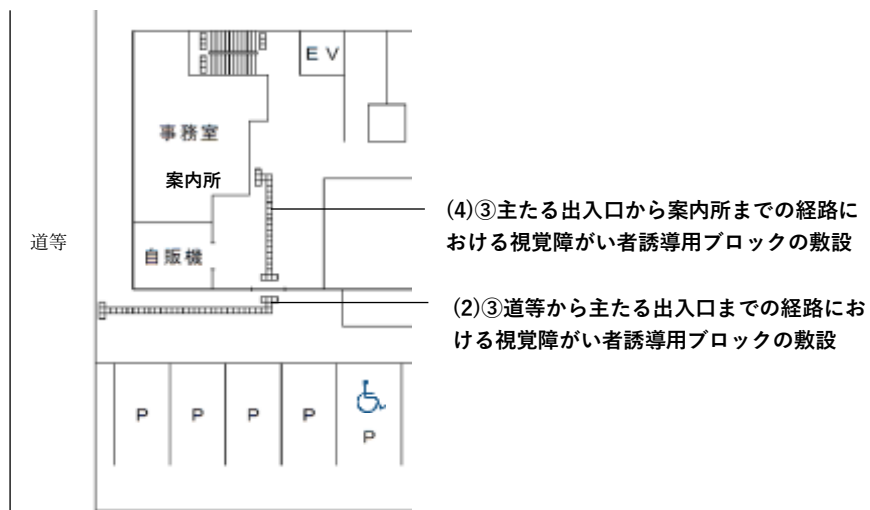 EV
事務室
案内所
(4)③主たる出入口から案内所までの経路に
おける視覚障がい者誘導用ブロックの敷設
道等
自販機
(2)③道等から主たる出入口までの経路にお
ける視覚障がい者誘導用ブロックの敷設
P P P P
P